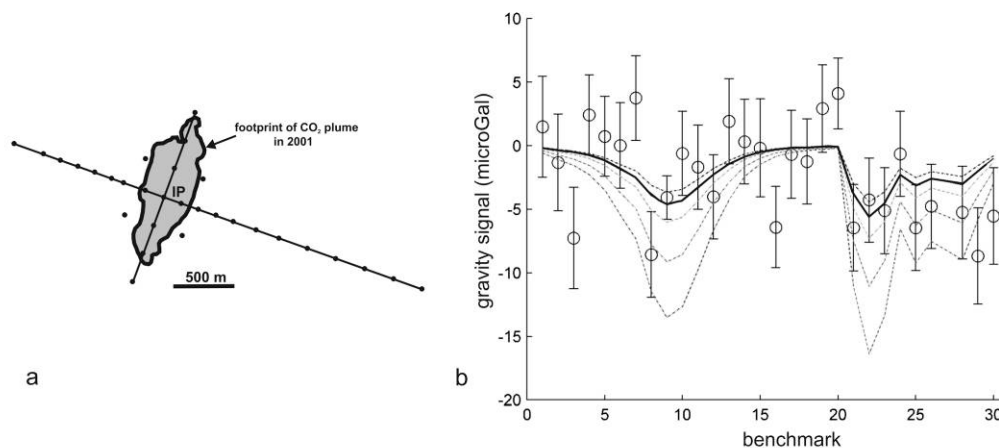 footprint of CO₂ plume
in 2001
IP
500 m
a
10
5
0
-5
-10
-15
-20
gravity signal (microGal)
0
5
10
15
20
25
30
benchmark
b